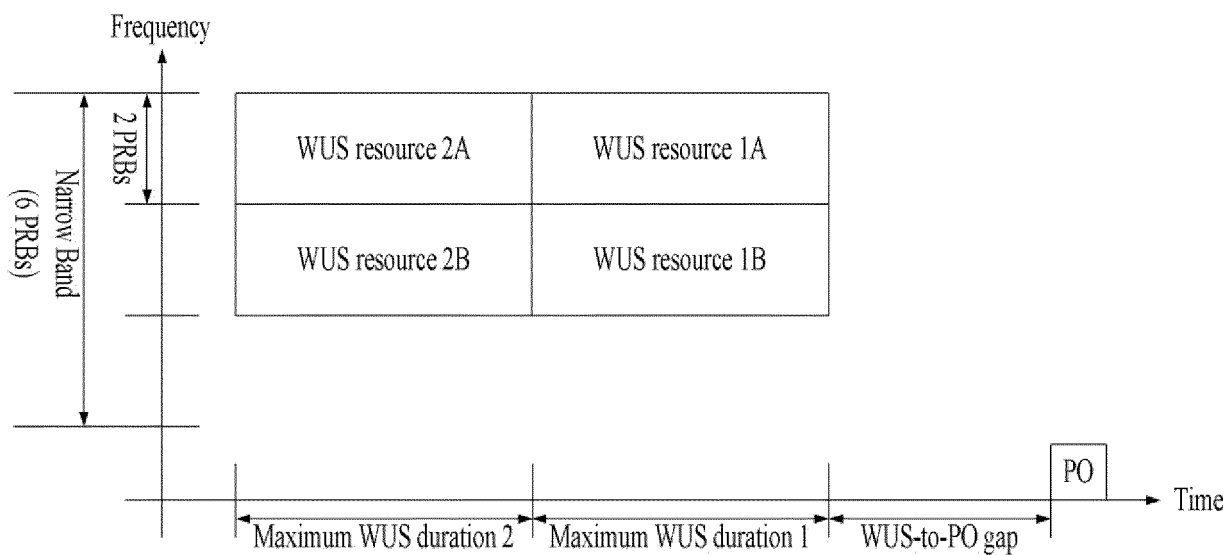 Frequency
2 PRBs
Narrow Band
(6 PRBs)
WUS resource 2A
WUS resource 1A
WUS resource 2B
WUS resource 1B
PO
Time
Maximum WUS duration 2
Maximum WUS duration 1
WUS-to-PO gap